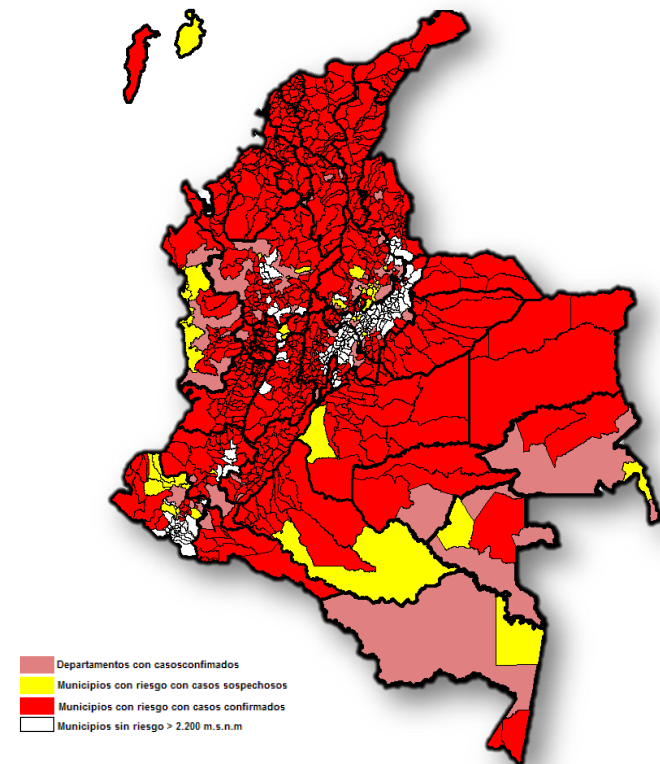 Departamentos con casosconfimados
Municipios con riesgo con casos sospechosos
Municipios con riesgo con casos confirmados
Municipios sin riesgo > 2.200 m.s.n.m